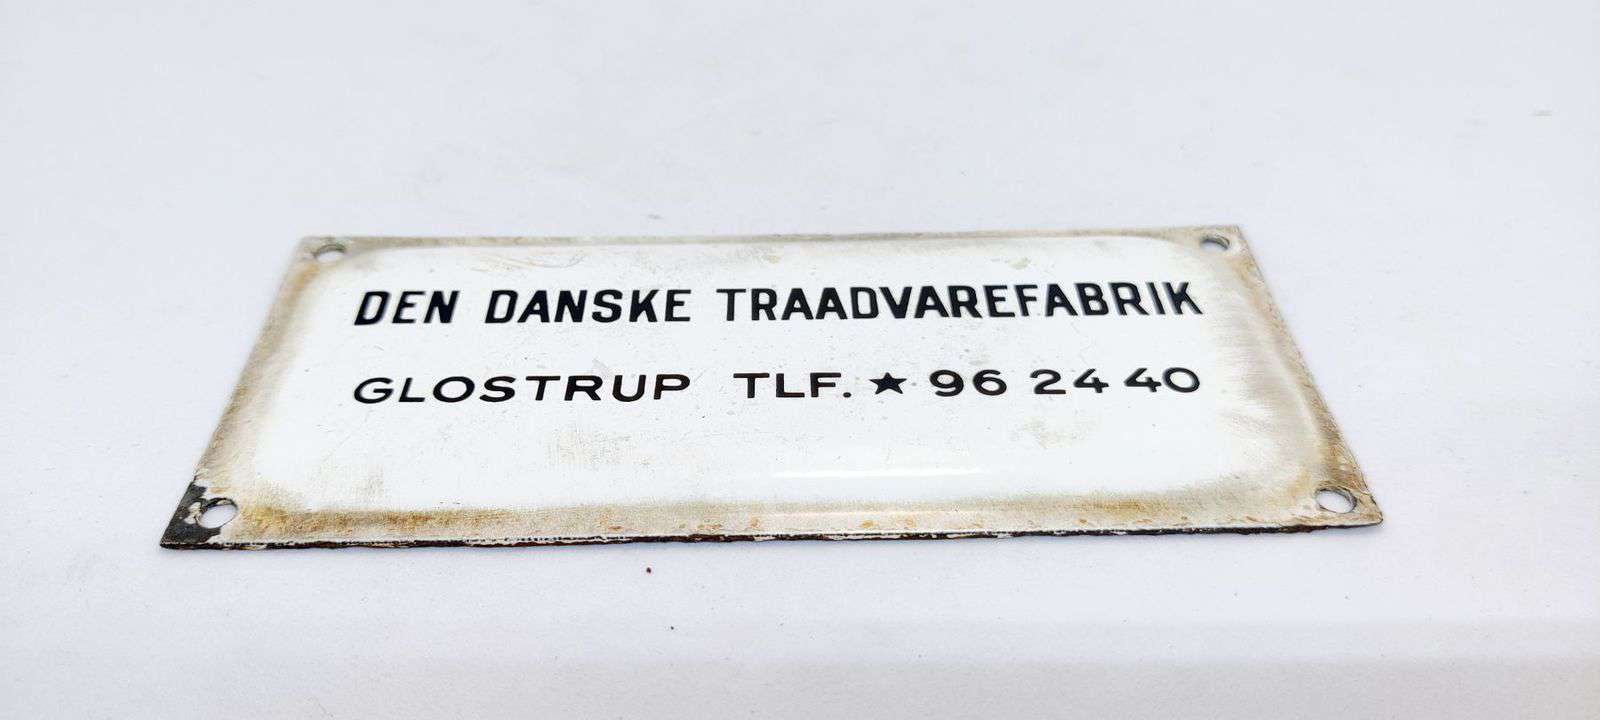 DEN DANSKE TRAADVAREFABRIK
GLOSTRUP TLF. ★ 96 24 40